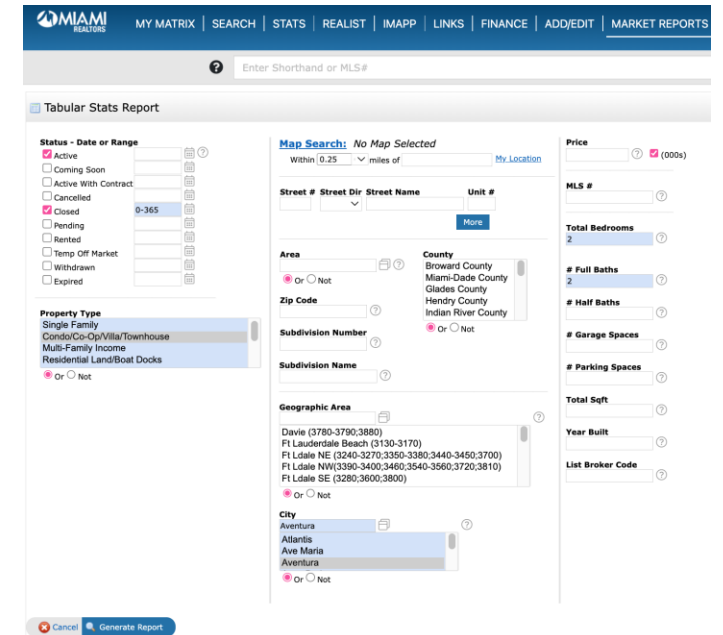 MIAMI REALTORS
MY MATRIX | SEARCH | STATS | REALIST | IMAPP | LINKS | FINANCE | ADD/EDIT | MARKET REPORTS
? Enter Shorthand or MLS#
Tabular Stats Report
Status - Date or Range
Active
Coming Soon
Active With Contract
Cancelled
Closed 0-365
Pending
Rented
Temp Off Market
Withdrawn
Expired
Property Type
Single Family
Condo/Co-Op/Villa/Townhouse
Multi-Family Income
Residential Land/Boat Docks
Or Not
Map Search: No Map Selected
Within 0.25 miles of My Location
Street # Street Dir Street Name Unit #
More
Area
Or Not
Zip Code
Subdivision Number
Subdivision Name
County
Broward County
Miami-Dade County
Glades County
Hendry County
Indian River County
Or Not
Geographic Area
Davie (3780-3790;3880)
Ft Lauderdale Beach (3130-3170)
Ft Ldale NE (3240-3270;3350-3380;3440-3450;3700)
Ft Ldale NW(3390-3400;3460;3540-3560;3720;3810)
Ft Ldale SE (3280;3600;3800)
Or Not
City
Aventura
Atlantis
Ave Maria
Aventura
Or Not
Price
(000s)
MLS #
Total Bedrooms
2
# Full Baths
2
# Half Baths
# Garage Spaces
# Parking Spaces
Total Sqft
Year Built
List Broker Code
Cancel Generate Report